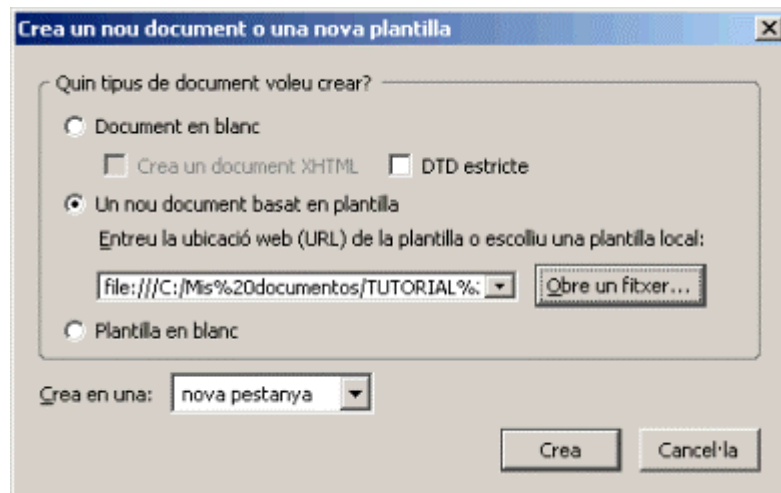 Crea un nou document o una nova plantilla
Quin tipus de document voleu crear?
Document en blanc
Crea un document XHTML DTD estricte
Un nou document basat en plantilla
Entreu la ubicació web (URL) de la plantilla o escolliu una plantilla local:
file:///C:/Mis%20documentos/TUTORIAL%: Obre un fitxer...
Plantilla en blanc
Crea en una: nova pestanya
Crea Cancel·la